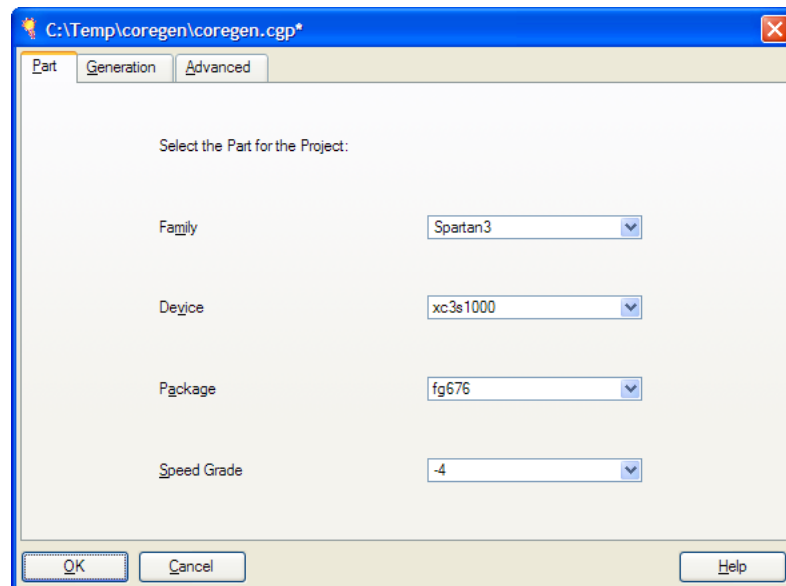 C:\Temp\coregen\coregen.cgp*
Part Generation Advanced
Select the Part for the Project:
Family Spartan3
Device xc3s1000
Package fg676
Speed Grade -4
OK Cancel Help